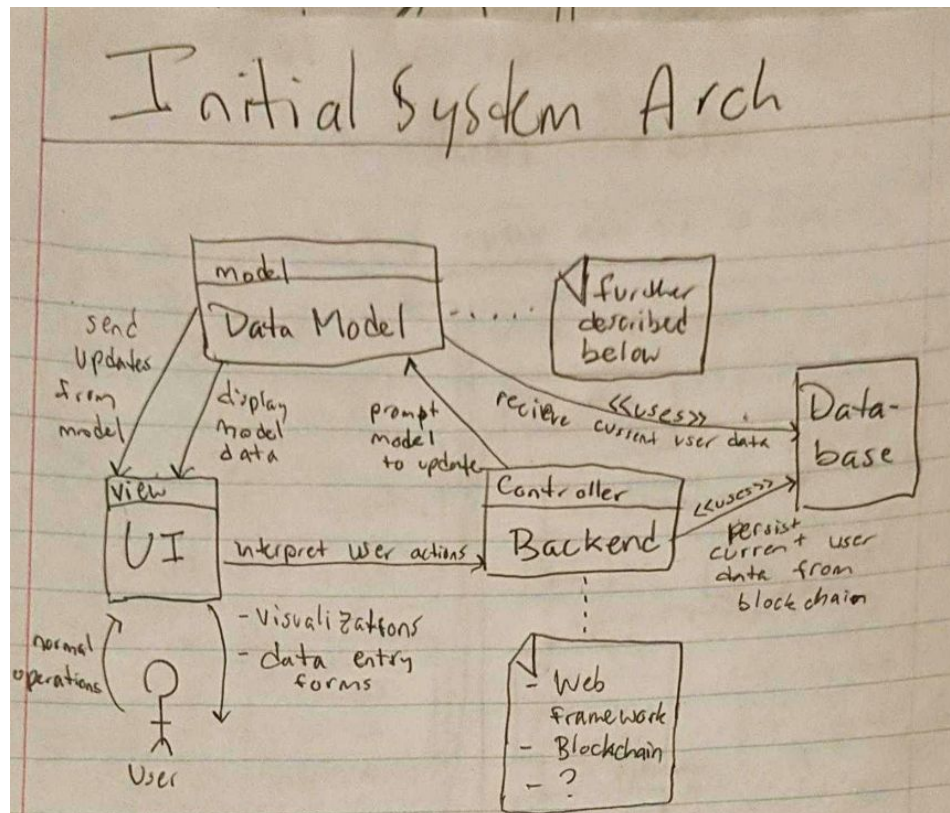 Initial System Arch
model
Data Model
further
described
below
send
updates
from
model
display
model
data
prompt
model
to update
recieve
<<uses>>
current user data
Data-
base
view
UI
interpret user actions
Controller
Backend
<<uses>>
persist
current user
data from
blockchain
normal
operations
- visualizations
- data entry
forms
User
- Web
framework
- Blockchain
- ?